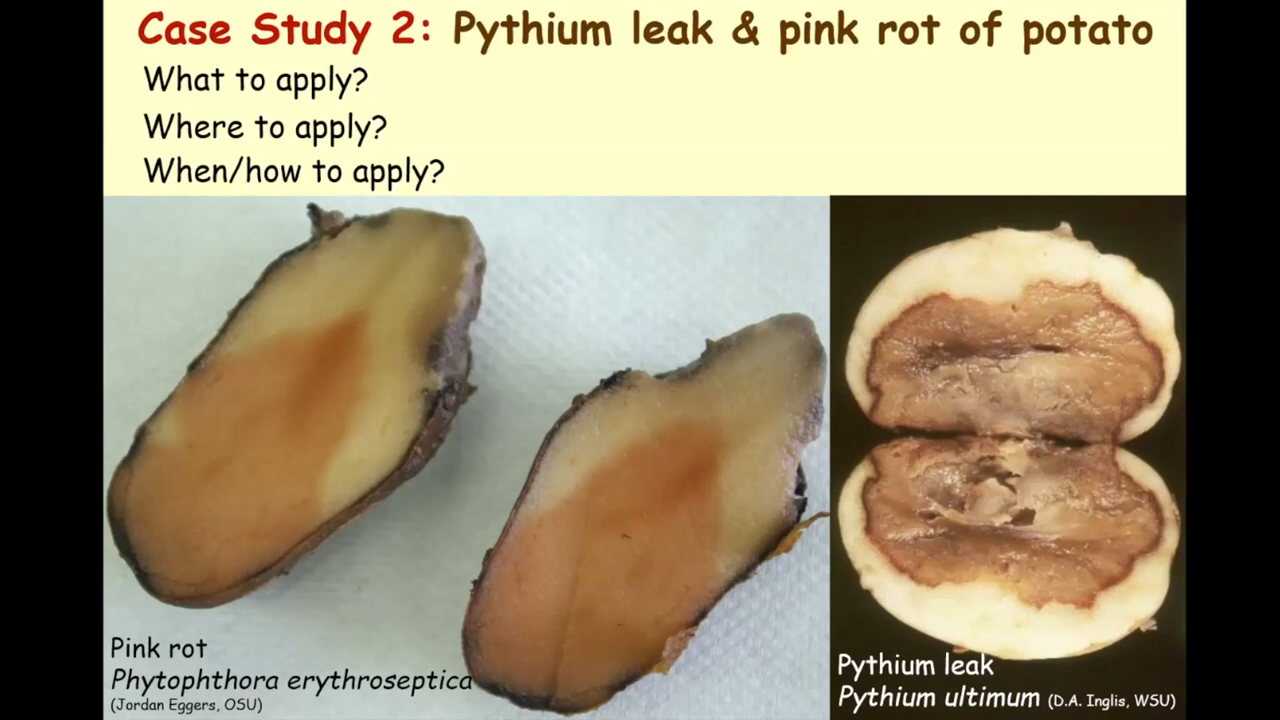 Case Study 2: Pythium leak & pink rot of potato
What to apply?
Where to apply?
When/how to apply?
Pink rot
Phytophthora erythroseptica
(Jordan Eggers, OSU)
Pythium leak
Pythium ultimum (D.A. Inglis, WSU)